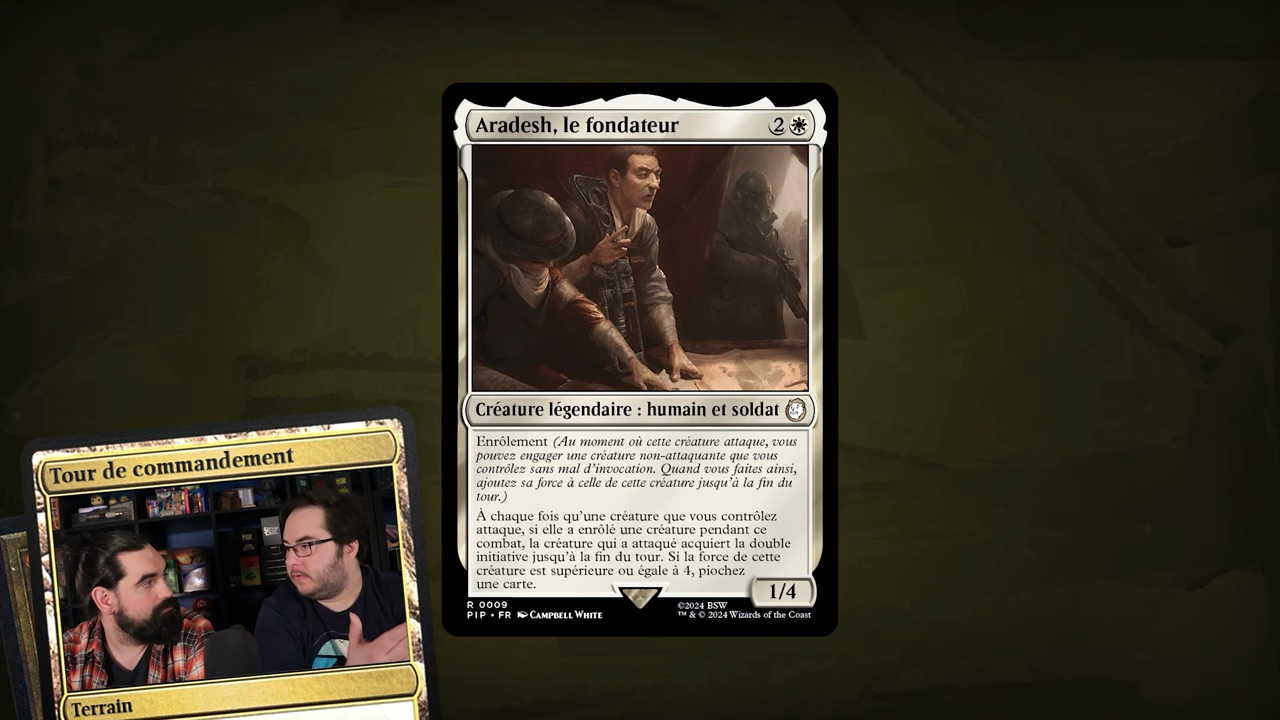 Aradesh, le fondateur 2
Créature légendaire : humain et soldat
Enrôlement (Au moment où cette créature attaque, vous
pouvez engager une créature non-attaquante que vous
contrôlez sans mal d'invocation. Quand vous faites ainsi,
ajoutez sa force à celle de cette créature jusqu'à la fin du
tour.)
À chaque fois qu'une créature que vous contrôlez
attaque, si elle a enrôlé une créature pendant ce
combat, la créature qui a attaqué acquiert la double
initiative jusqu'à la fin du tour. Si la force de cette
créature est supérieure ou égale à 4, piochez
une carte.
1/4
R 0009
PIP • FR Campbell White
©2024 BSW
™ & © 2024 Wizards of the Coast
Tour de commandement
Terrain